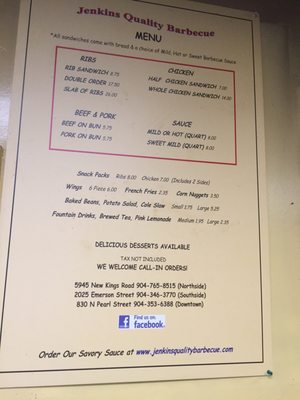 Jenkins Quality Barbecue
MENU
*All sandwiches come with bread & a choice of Mild, Hot or Sweet Barbecue Sauce
RIBS
RIB SANDWICH 8.75
DOUBLE ORDER 17.50
SLAB OF RIBS 26.00
CHICKEN
HALF CHICKEN SANDWICH 7.00
WHOLE CHICKEN SANDWICH 14.00
BEEF & PORK
BEEF ON BUN 5.75
PORK ON BUN 5.75
SAUCE
MILD OR HOT (QUART) 8.00
SWEET MILD (QUART) 8.00
Snack Packs Ribs 8.00 Chicken 7.00 (Includes 2 Sides)
Wings 6 Piece 6.00 French Fries 2.35 Corn Nuggets 3.50
Baked Beans, Potato Salad, Cole Slaw Small 1.75 Large 5.25
Fountain Drinks, Brewed Tea, Pink Lemonade Medium 1.95 Large 2.35
DELICIOUS DESSERTS AVAILABLE
TAX NOT INCLUDED
WE WELCOME CALL-IN ORDERS!
5945 New Kings Road 904-765-8515 (Northside)
2025 Emerson Street 904-346-3770 (Southside)
830 N Pearl Street 904-353-6388 (Downtown)
f Find us on
facebook
Order Our Savory Sauce at www.jenkinsqualitybarbecue.com